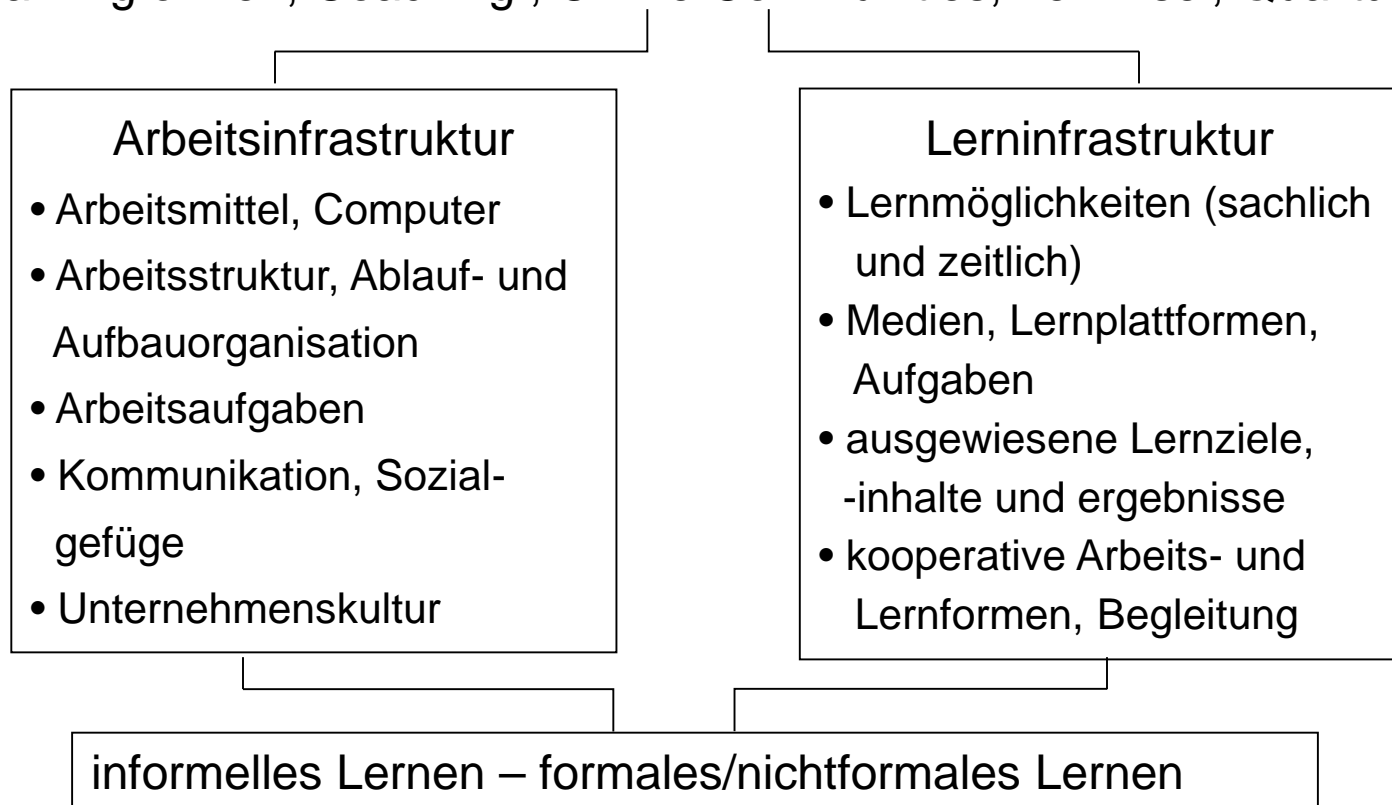 Arbeitsinfrastruktur
• Arbeitsmittel, Computer
• Arbeitsstruktur, Ablauf- und
Aufbauorganisation
• Arbeitsaufgaben
• Kommunikation, Sozial-
gefüge
• Unternehmenskultur
Lerninfrastruktur
• Lernmöglichkeiten (sachlich
und zeitlich)
• Medien, Lernplattformen,
Aufgaben
• ausgewiesene Lernziele,
-inhalte und ergebnisse
• kooperative Arbeits- und
Lernformen, Begleitung
informelles Lernen – formales/nichtformales Lernen